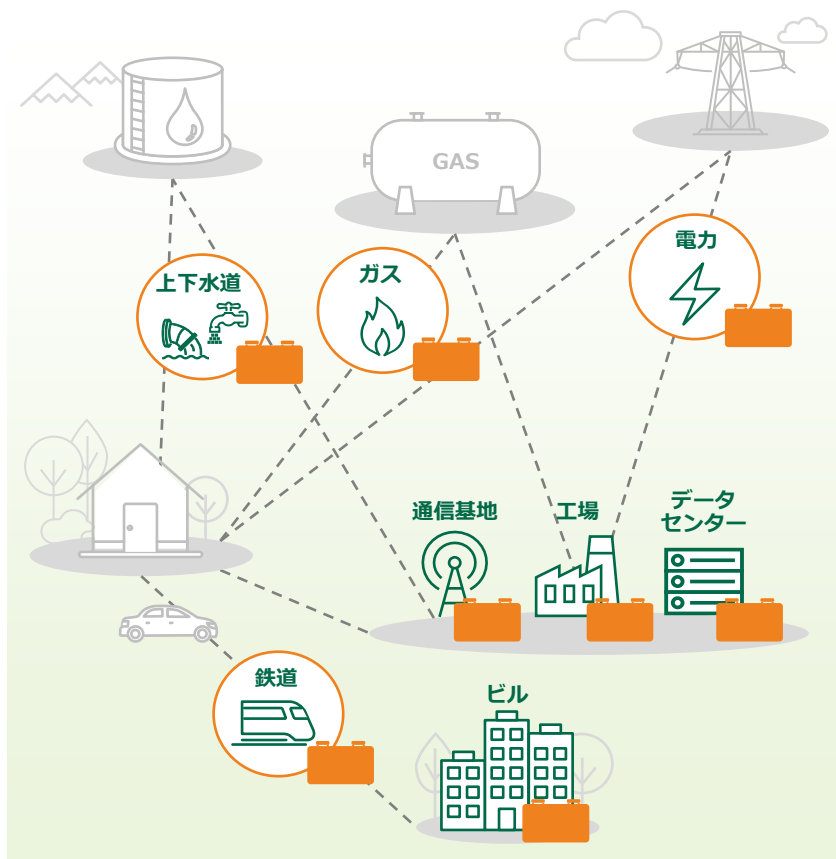 GAS
電力
ガス
上下水道
データ
センター
通信基地
工場
鉄道
ビル